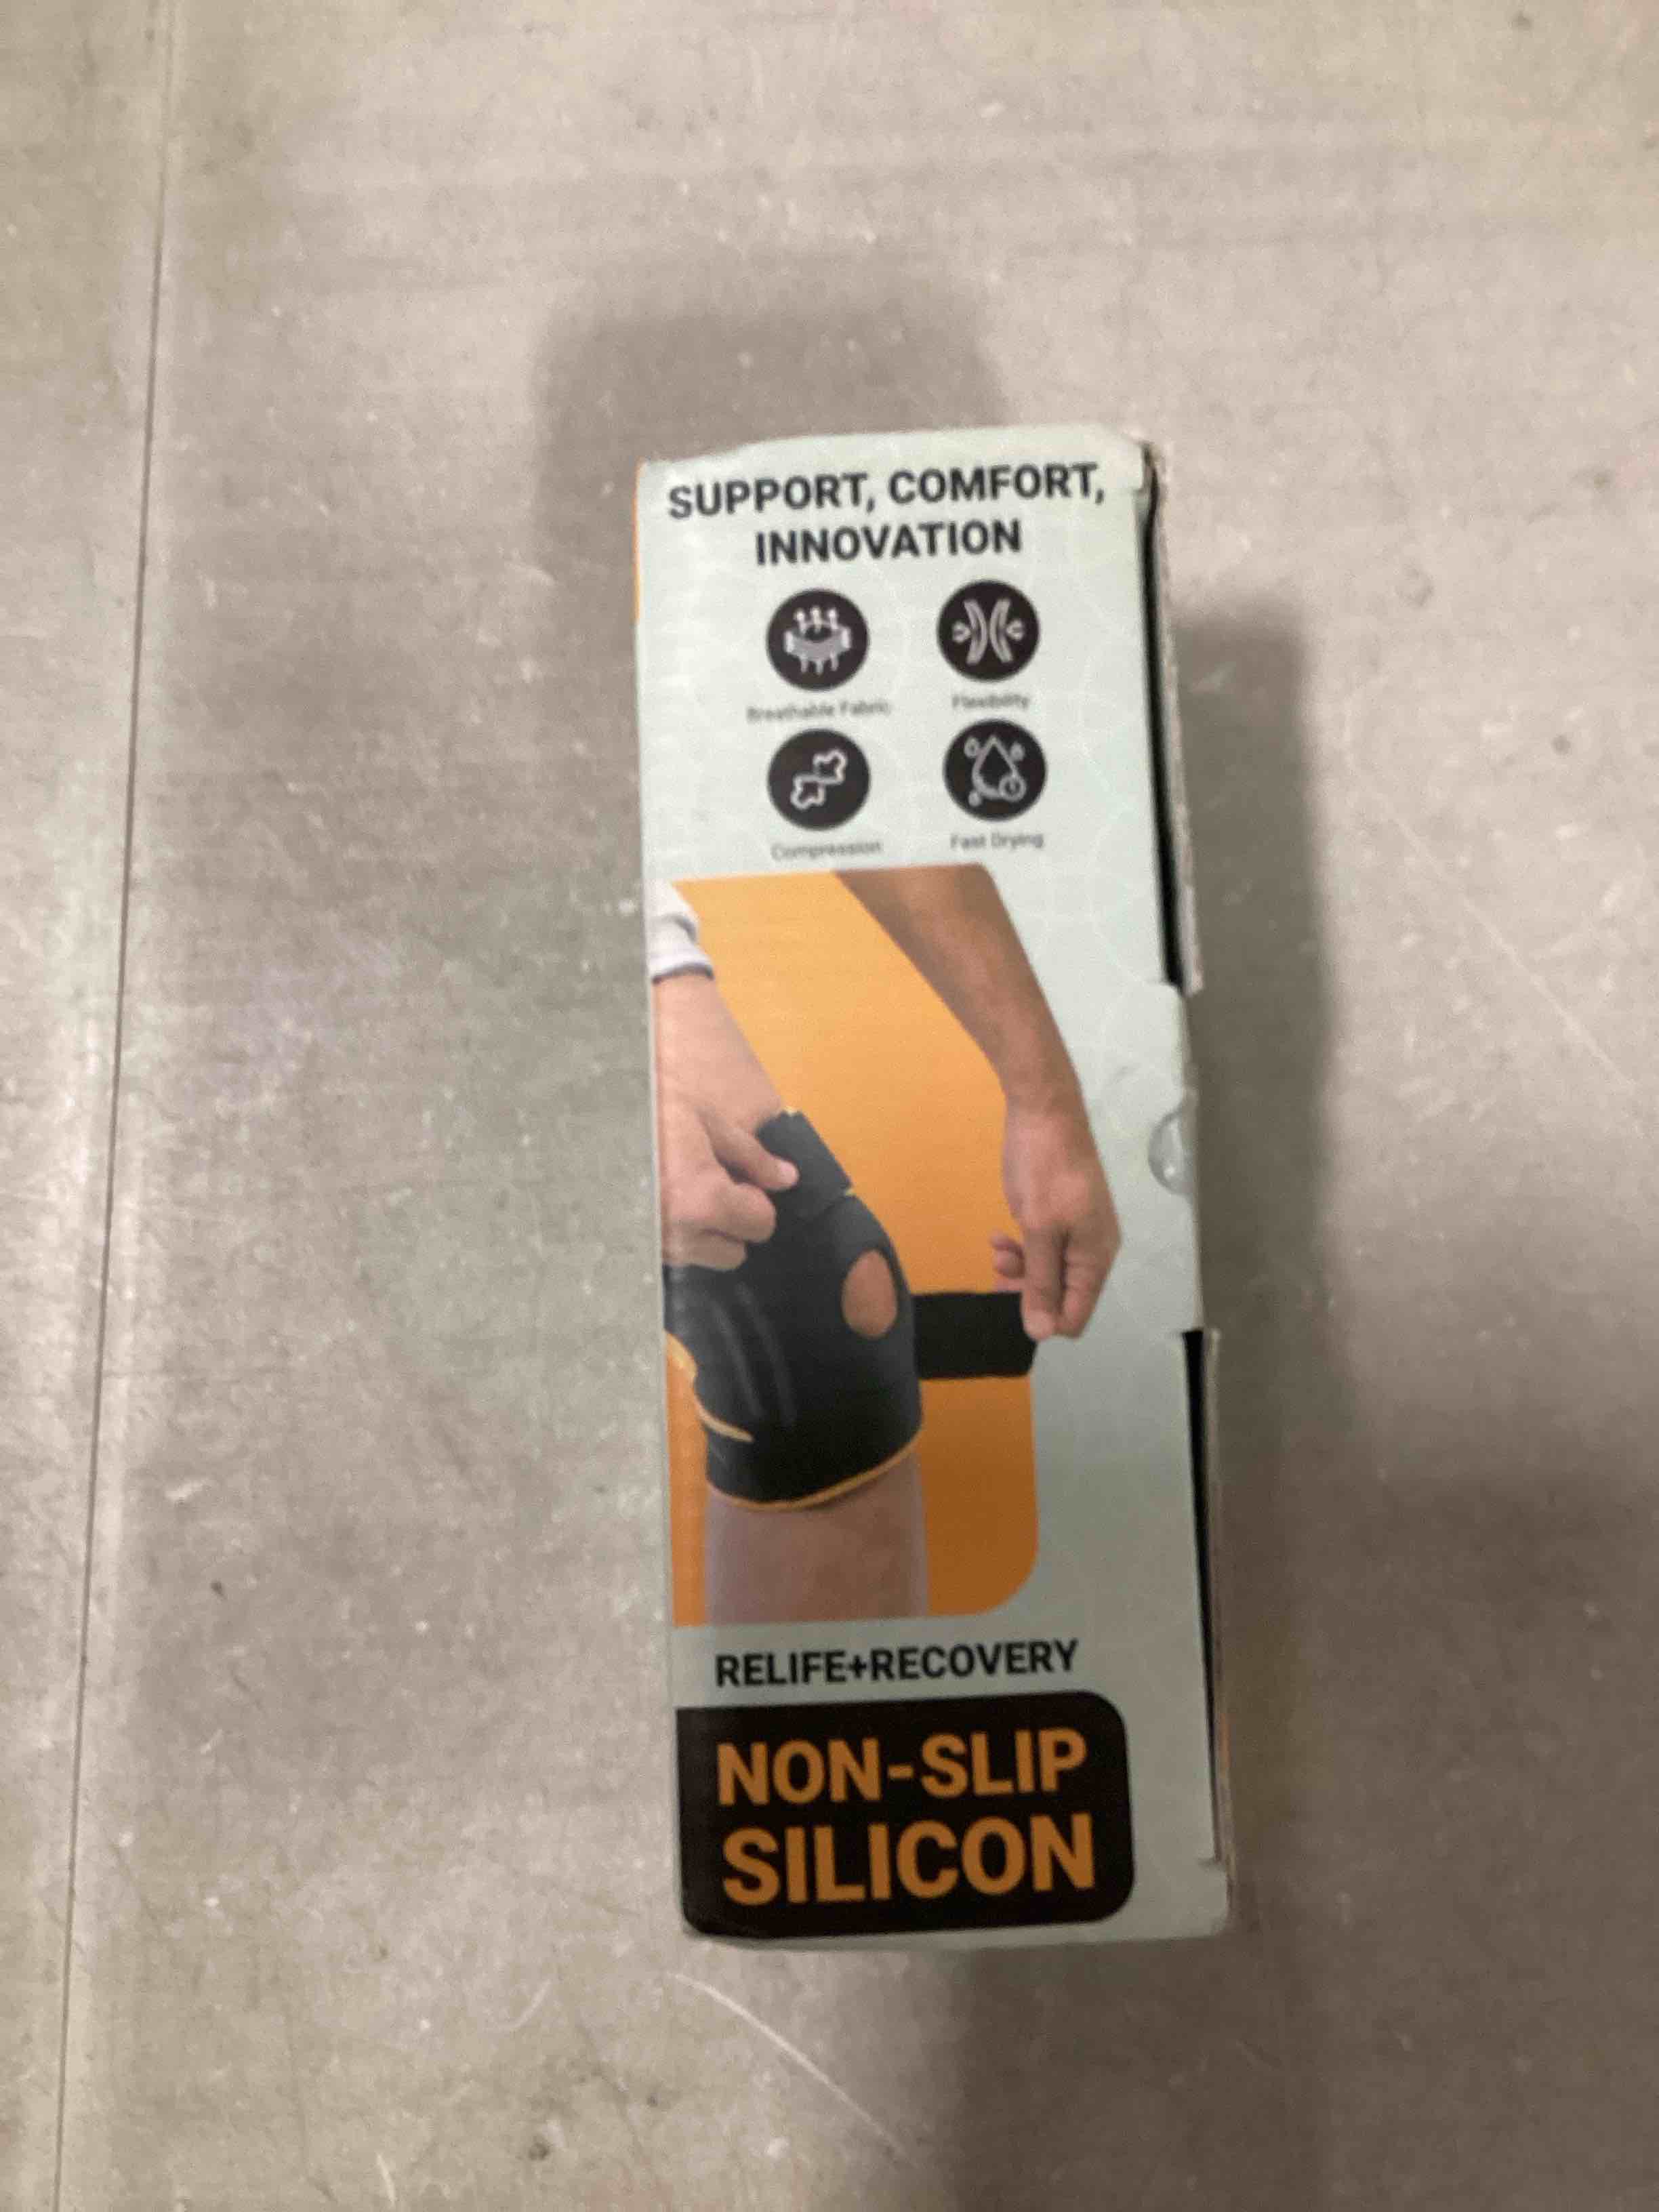 SUPPORT, COMFORT,
INNOVATION
Breathable Fabric
Flexibility
Compression
Fast Drying
RELIFE+RECOVERY
NON-SLIP
SILICON